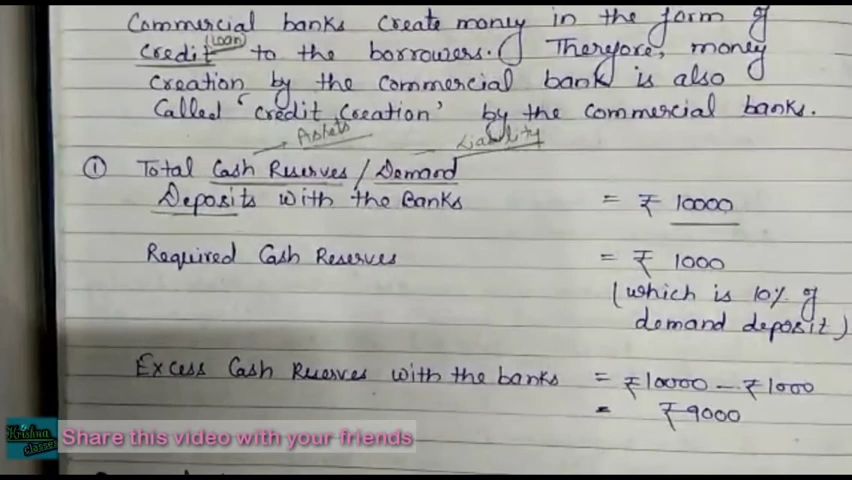 Commercial banks create money in the form of
(loan)
credit to the borrowers. Therefore, money
creation by the commercial bank is also
called 'credit creation' by the commercial banks.
→ Assets
Liability
① Total Cash Reserves / Demand
Deposits with the Banks = ₹ 10000
Required Cash Reserves = ₹ 1000
(which is 10% of
demand deposit)
Excess Cash Reserves with the banks = ₹10000 - ₹1000
= ₹9000
Krishna
classes
Share this video with your friends